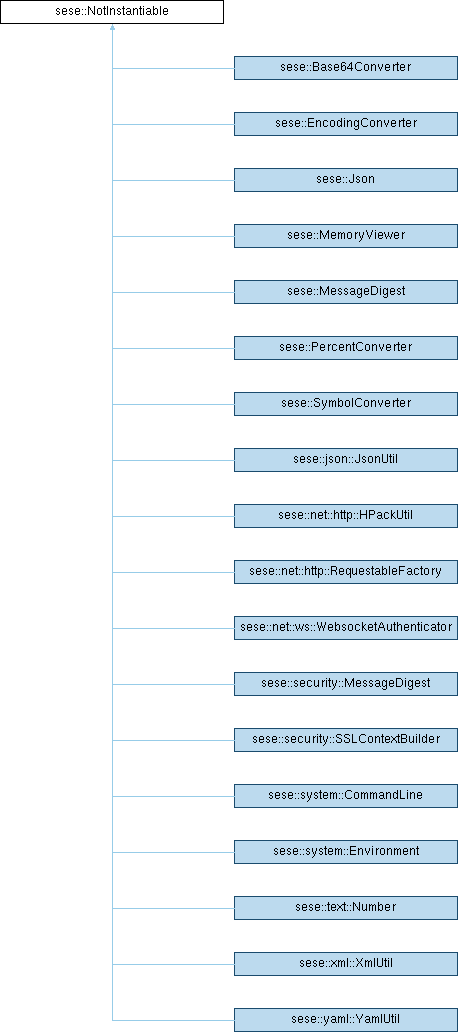 sese::NotInstantiable
sese::Base64Converter
sese::EncodingConverter
sese::Json
sese::MemoryViewer
sese::MessageDigest
sese::PercentConverter
sese::SymbolConverter
sese::json::JsonUtil
sese::net::http::HPackUtil
sese::net::http::RequestableFactory
sese::net::ws::WebsocketAuthenticator
sese::security::MessageDigest
sese::security::SSLContextBuilder
sese::system::CommandLine
sese::system::Environment
sese::text::Number
sese::xml::XmlUtil
sese::yaml::YamlUtil